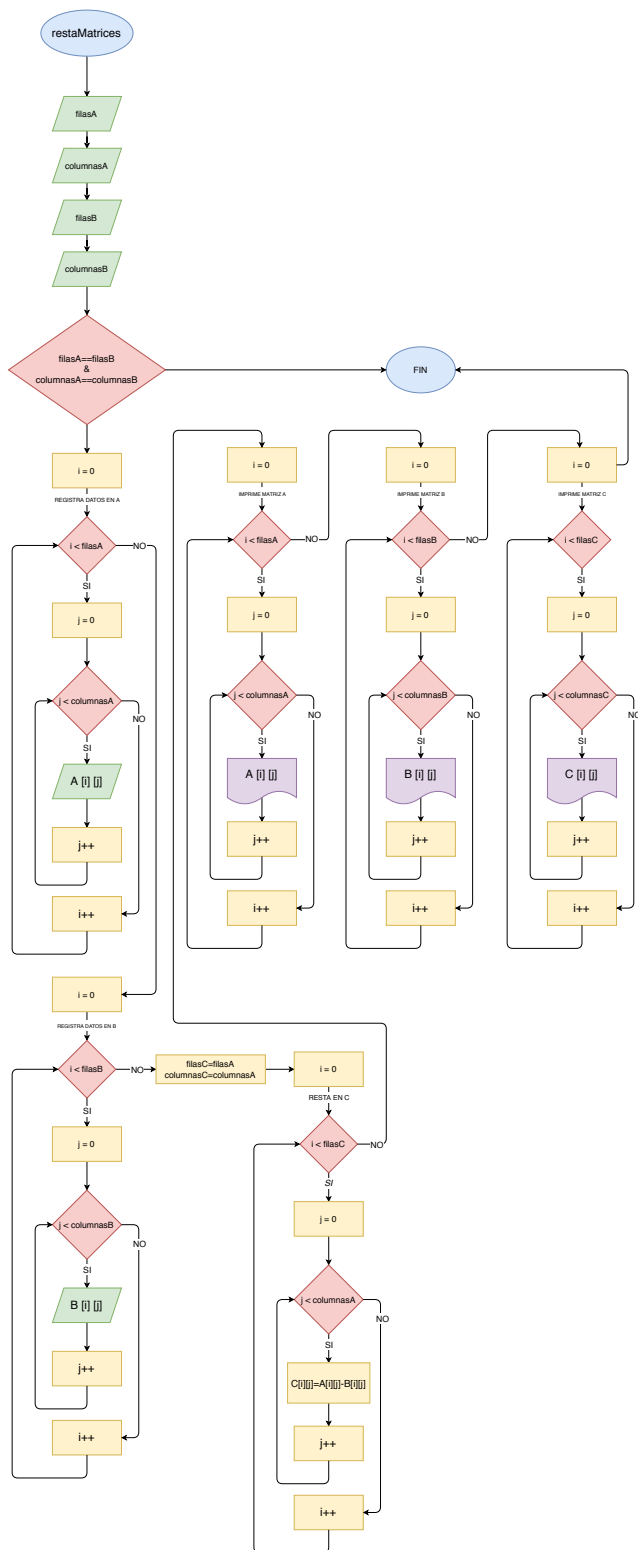 restaMatrices
filasA
columnasA
filasB
columnasB
filasA==filasB
&
columnasA==columnasB
FIN
i = 0
REGISTRA DATOS EN A
i < filasA
NO
SI
j = 0
j < columnasA
NO
SI
A [i] [j]
j++
i++
i = 0
REGISTRA DATOS EN B
i < filasB
NO
SI
j = 0
j < columnasB
NO
SI
B [i] [j]
j++
i++
filasC=filasA
columnasC=columnasA
i = 0
RESTA EN C
i < filasC
NO
SI
j = 0
j < columnasA
NO
SI
C[i][j]=A[i][j]-B[i][j]
j++
i++
i = 0
IMPRIME MATRIZ A
i < filasA
NO
SI
j = 0
j < columnasA
NO
SI
A [i] [j]
j++
i++
i = 0
IMPRIME MATRIZ B
i < filasB
NO
SI
j = 0
j < columnasB
NO
SI
B [i] [j]
j++
i++
i = 0
IMPRIME MATRIZ C
i < filasC
SI
j = 0
j < columnasC
NO
SI
C [i] [j]
j++
i++